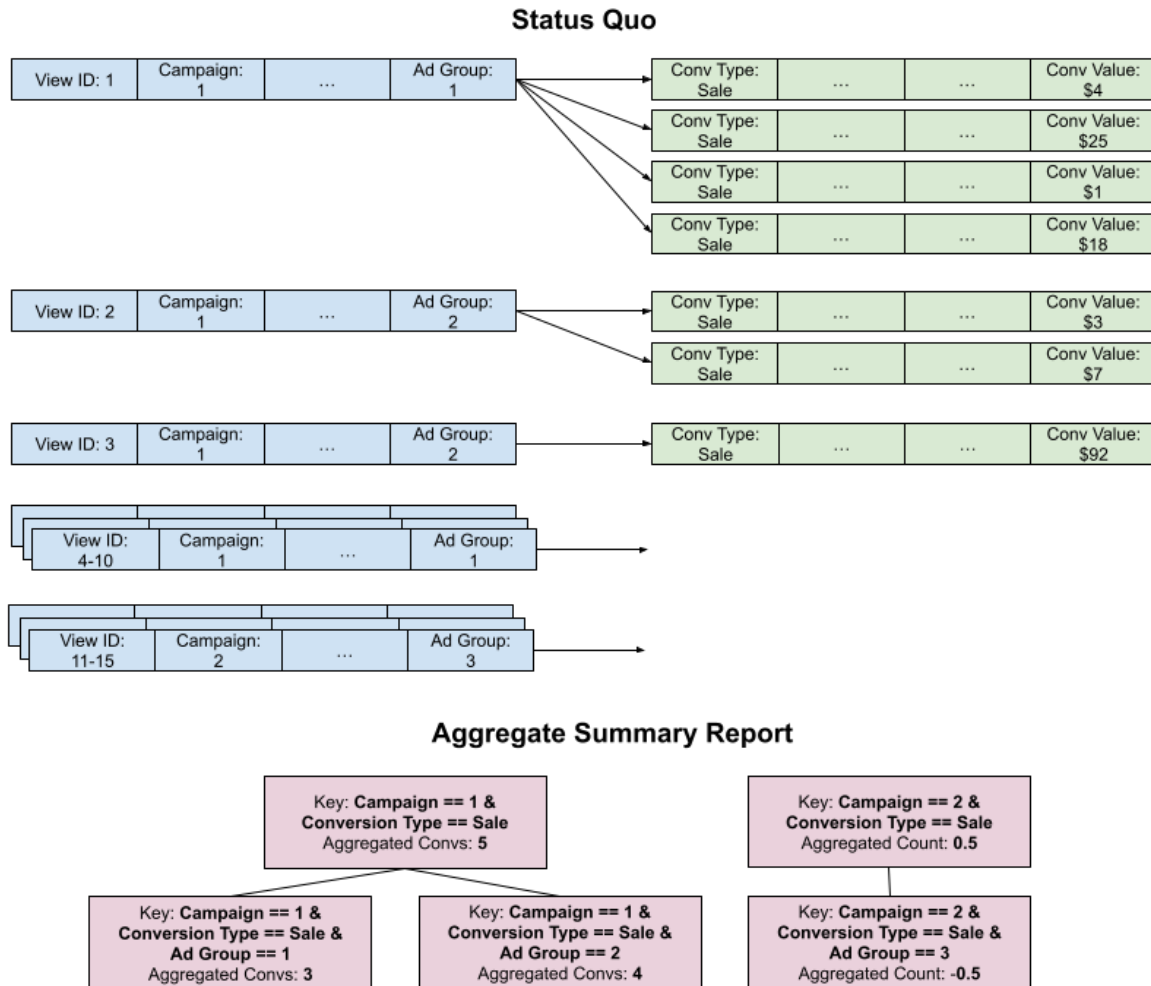 Status Quo
View ID: 1
Campaign:
1
...
Ad Group:
1
Conv Type:
Sale
...
...
Conv Value:
$4
Conv Type:
Sale
...
...
Conv Value:
$25
Conv Type:
Sale
...
...
Conv Value:
$1
Conv Type:
Sale
...
...
Conv Value:
$18
View ID: 2
Campaign:
1
...
Ad Group:
2
Conv Type:
Sale
...
...
Conv Value:
$3
Conv Type:
Sale
...
...
Conv Value:
$7
View ID: 3
Campaign:
1
...
Ad Group:
2
Conv Type:
Sale
...
...
Conv Value:
$92
View ID:
4-10
Campaign:
1
...
Ad Group:
1
View ID:
11-15
Campaign:
2
...
Ad Group:
3
Aggregate Summary Report
Key: Campaign == 1 &
Conversion Type == Sale
Aggregated Convs: 5
Key: Campaign == 2 &
Conversion Type == Sale
Aggregated Count: 0.5
Key: Campaign == 1 &
Conversion Type == Sale &
Ad Group == 1
Aggregated Convs: 3
Key: Campaign == 1 &
Conversion Type == Sale &
Ad Group == 2
Aggregated Convs: 4
Key: Campaign == 2 &
Conversion Type == Sale &
Ad Group == 3
Aggregated Count: -0.5